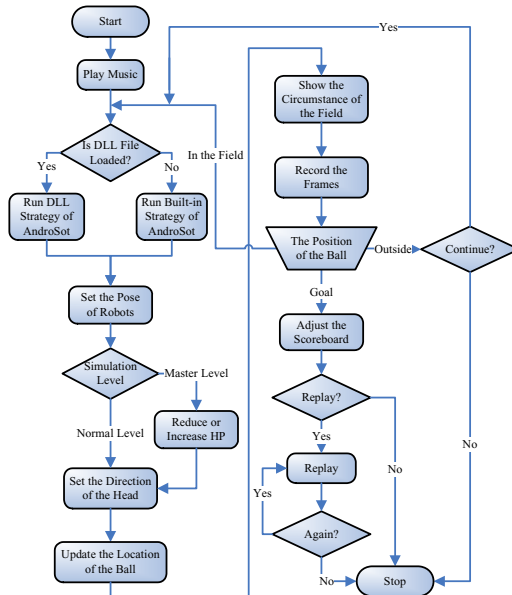 Start
Play Music
Is DLL File
Loaded?
Yes
No
Run DLL
Strategy of
AndroSot
Run Built-in
Strategy of
AndroSot
Set the Pose
of Robots
Simulation
Level
Master Level
Normal Level
Reduce or
Increase HP
Set the Direction
of the Head
Update the Location
of the Ball
Yes
Show the
Circumstance of
the Field
In the Field
Record the
Frames
The Position
of the Ball
Outside
Continue?
Goal
Adjust the
Scoreboard
Replay?
Yes
No
No
Replay
Yes
Again?
No
Stop